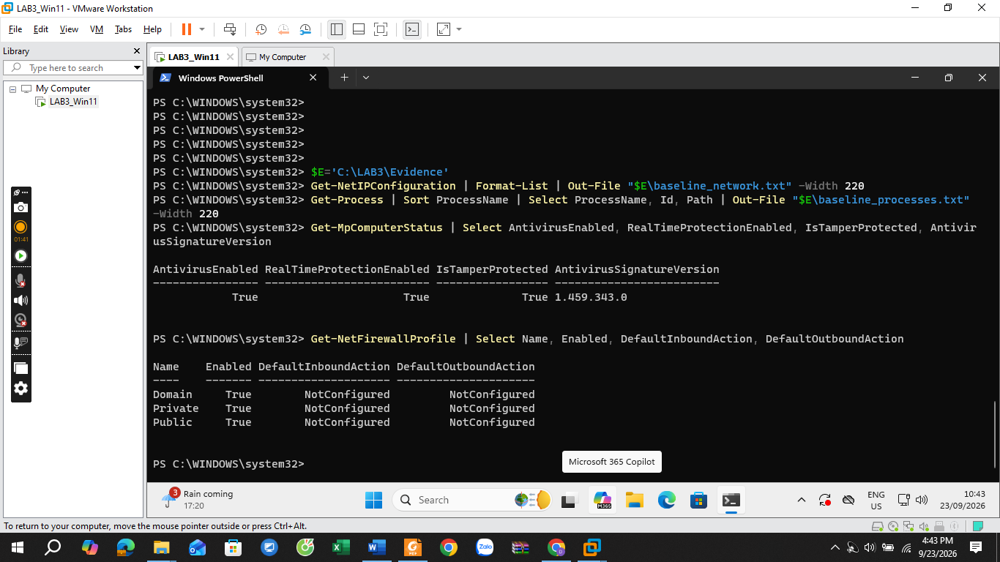 LAB3_Win11 - VMware Workstation
File Edit View VM Tabs Help
Library
LAB3_Win11
My Computer
Type here to search
My Computer
LAB3_Win11
Windows PowerShell
PS C:\WINDOWS\system32>
PS C:\WINDOWS\system32>
PS C:\WINDOWS\system32>
PS C:\WINDOWS\system32>
PS C:\WINDOWS\system32>
PS C:\WINDOWS\system32> $E='C:\LAB3\Evidence'
PS C:\WINDOWS\system32> Get-NetIPConfiguration | Format-List | Out-File "$E\baseline_network.txt" -Width 220
PS C:\WINDOWS\system32> Get-Process | Sort ProcessName | Select ProcessName, Id, Path | Out-File "$E\baseline_processes.txt"
-Width 220
PS C:\WINDOWS\system32> Get-MpComputerStatus | Select AntivirusEnabled, RealTimeProtectionEnabled, IsTamperProtected, Antivir
usSignatureVersion
AntivirusEnabled RealTimeProtectionEnabled IsTamperProtected AntivirusSignatureVersion
---------------- ------------------------- ----------------- -------------------------
True True True 1.459.343.0
PS C:\WINDOWS\system32> Get-NetFirewallProfile | Select Name, Enabled, DefaultInboundAction, DefaultOutboundAction
Name Enabled DefaultInboundAction DefaultOutboundAction
---- ------- -------------------- ---------------------
Domain True NotConfigured NotConfigured
Private True NotConfigured NotConfigured
Public True NotConfigured NotConfigured
PS C:\WINDOWS\system32>
Microsoft 365 Copilot
01:41
3
Rain coming
17:20
Search
M365
ENG
US
10:43
23/09/2026
To return to your computer, move the mouse pointer outside or press Ctrl+Alt.
Zalo
4:43 PM
9/23/2026